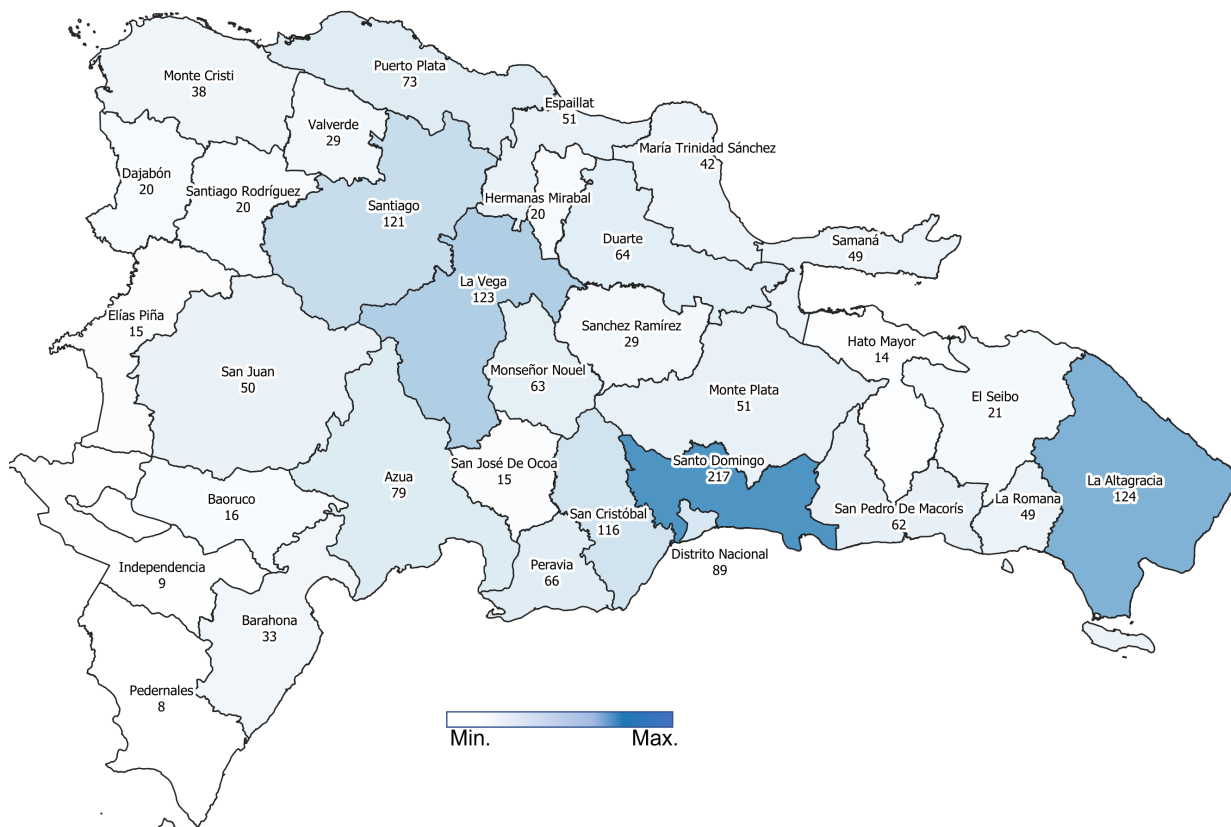 Monte Cristi
38
Puerto Plata
73
Espaillat
51
Valverde
29
María Trinidad Sánchez
42
Dajabón
20
Santiago Rodríguez
20
Santiago
121
Hermanas Mirabal
20
Duarte
64
Samaná
49
La Vega
123
Elías Piña
15
Sanchez Ramírez
29
Hato Mayor
14
San Juan
50
Monseñor Nouel
63
Monte Plata
51
El Seibo
21
Azua
79
San José De Ocoa
15
Santo Domingo
217
La Altagracia
124
Baoruco
16
San Cristóbal
116
San Pedro De Macorís
62
La Romana
49
Independencia
9
Peravia
66
Distrito Nacional
89
Barahona
33
Pedernales
8
Min.
Max.